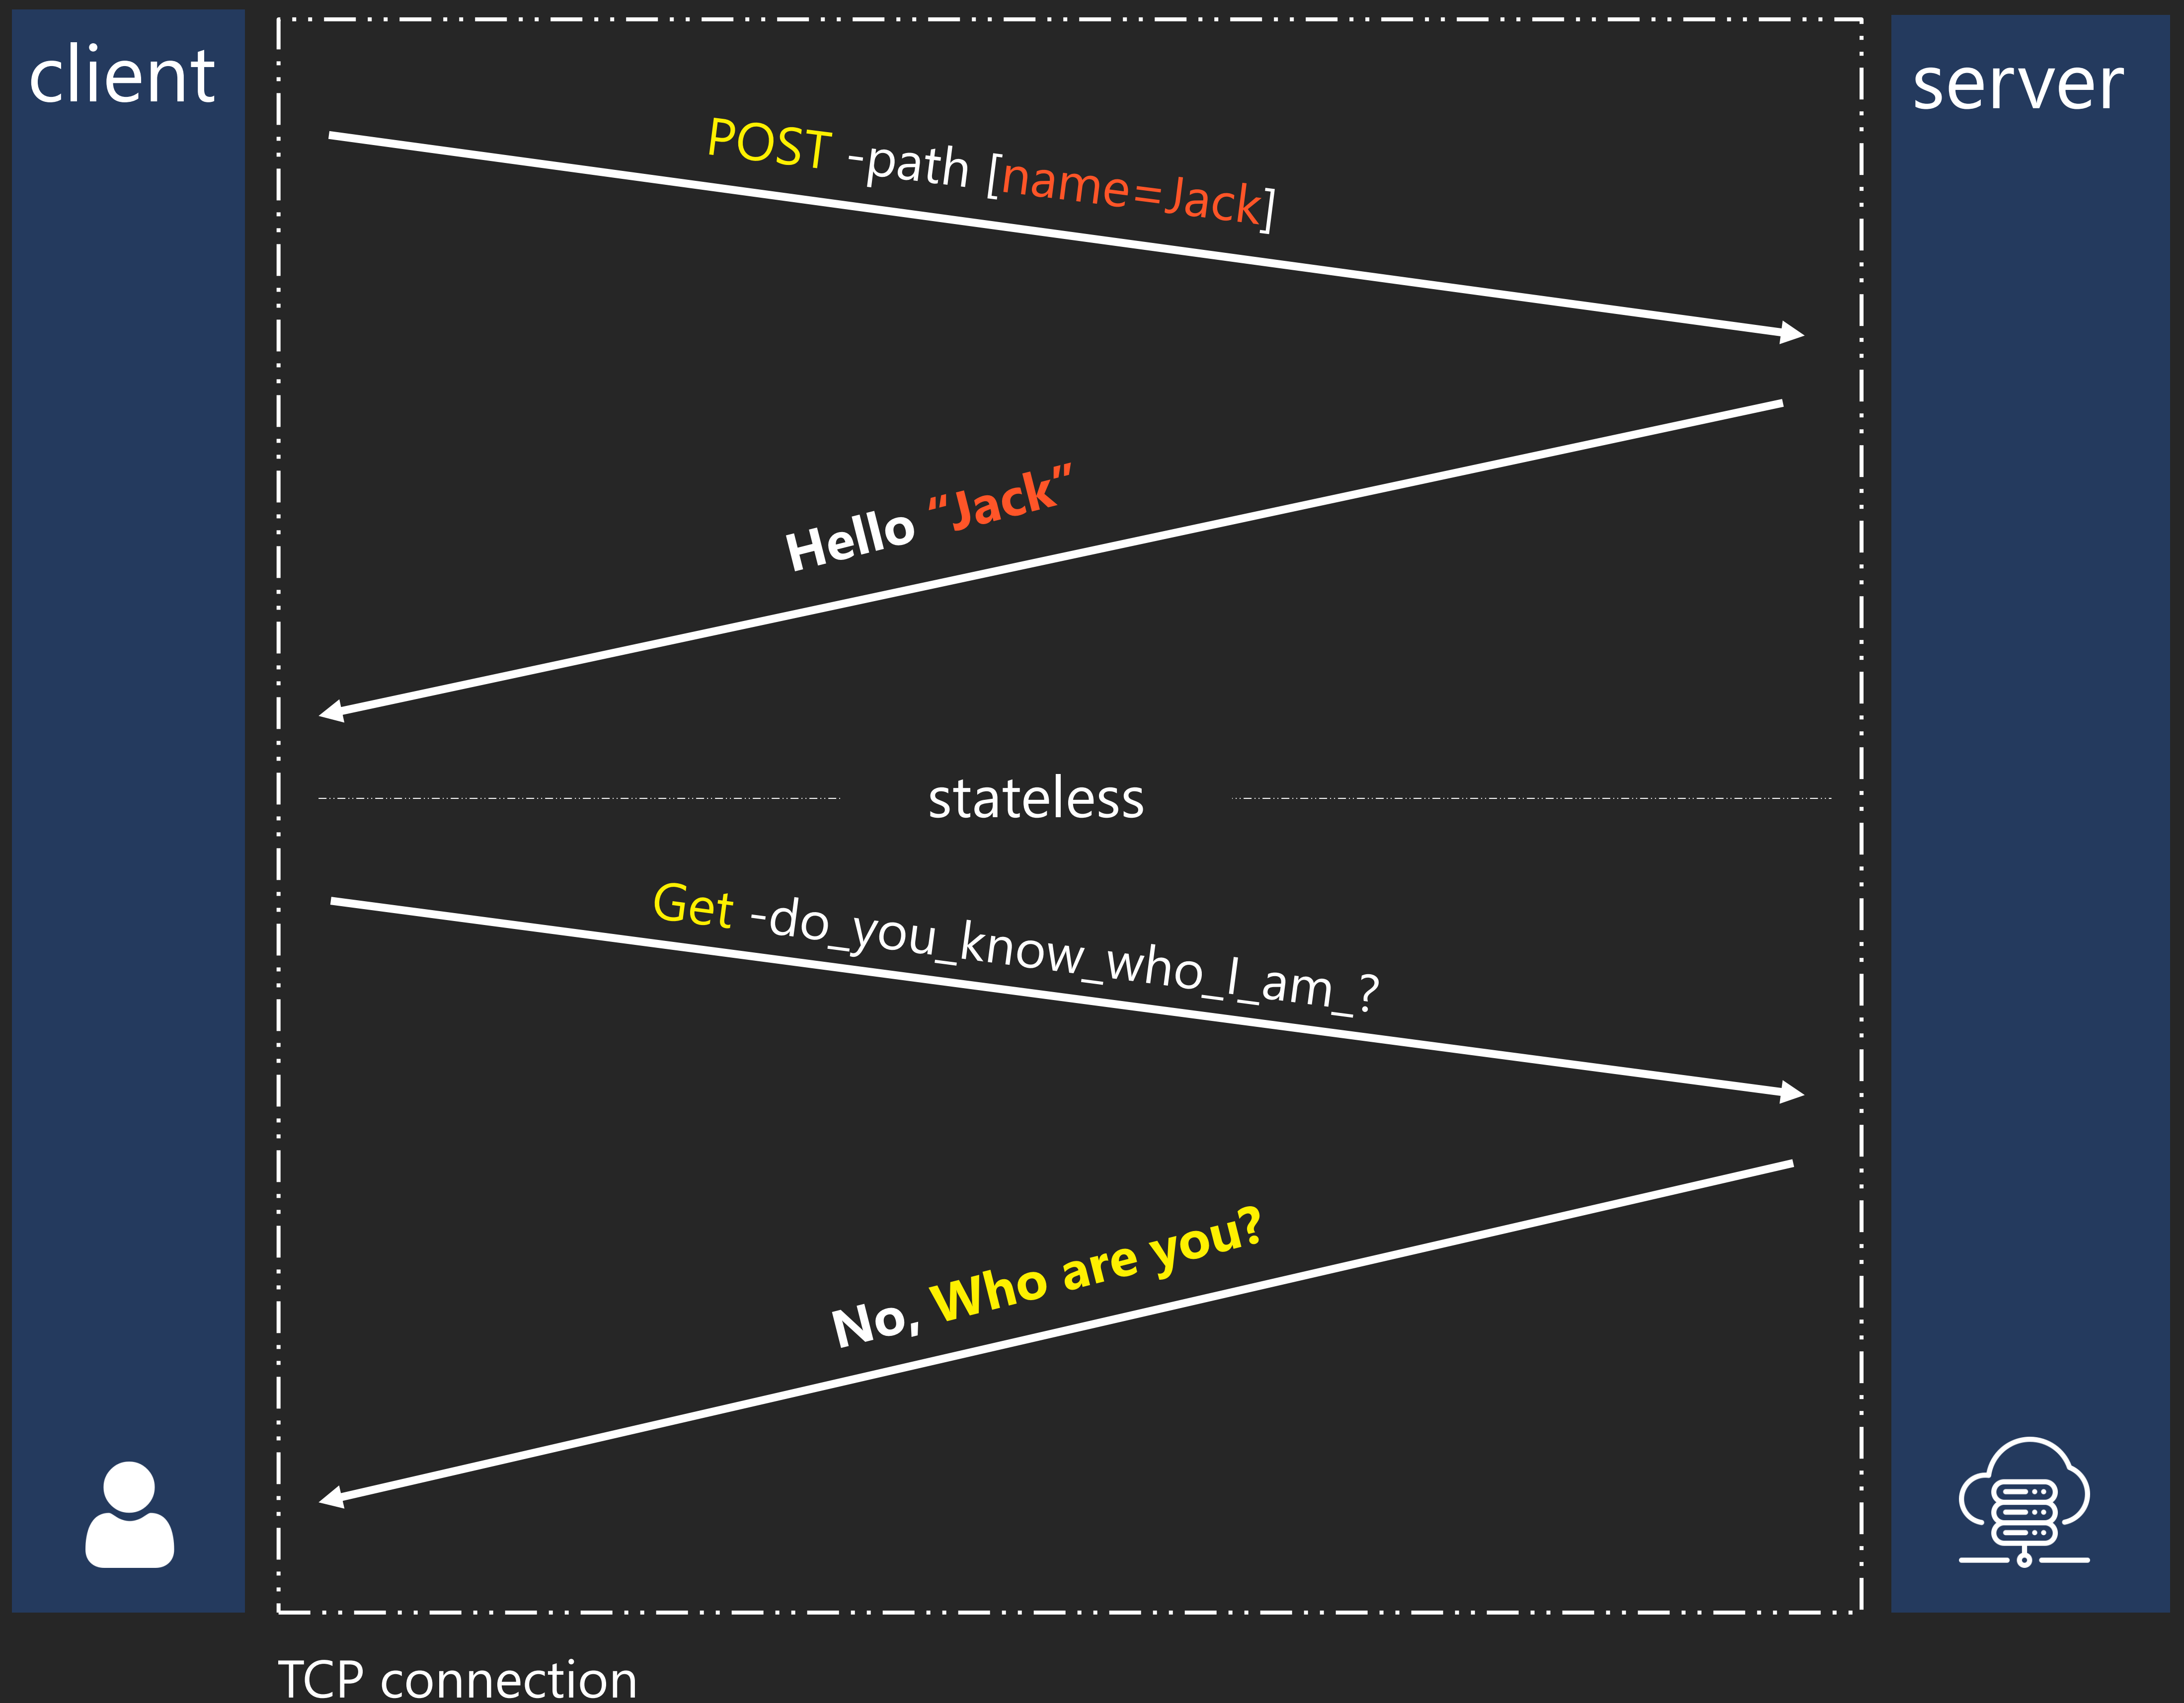 client
server
POST -path [name=Jack]
Hello “Jack”
stateless
Get -do_you_know_who_I_am_?
No, Who are you?
TCP connection